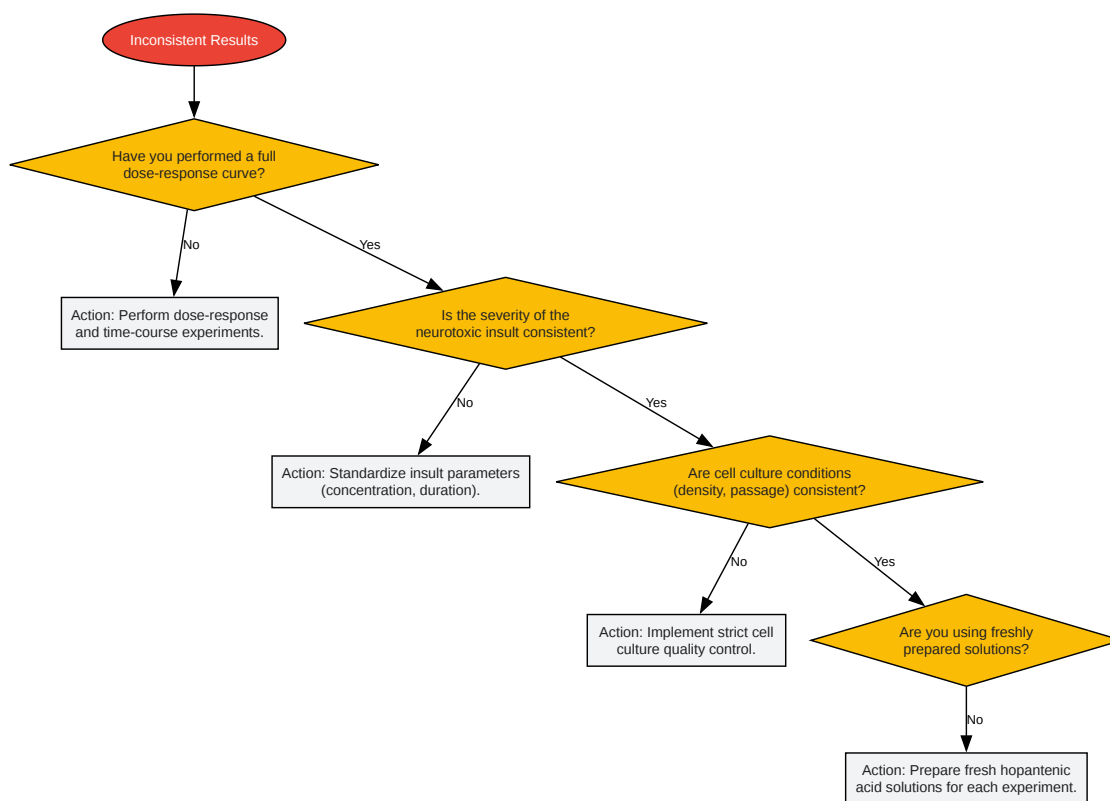 Inconsistent Results
Have you performed a full
dose-response curve?
No
Yes
Action: Perform dose-response
and time-course experiments.
Is the severity of the
neurotoxic insult consistent?
No
Yes
Action: Standardize insult parameters
(concentration, duration).
Are cell culture conditions
(density, passage) consistent?
No
Yes
Action: Implement strict cell
culture quality control.
Are you using freshly
prepared solutions?
No
Action: Prepare fresh hopantenic
acid solutions for each experiment.